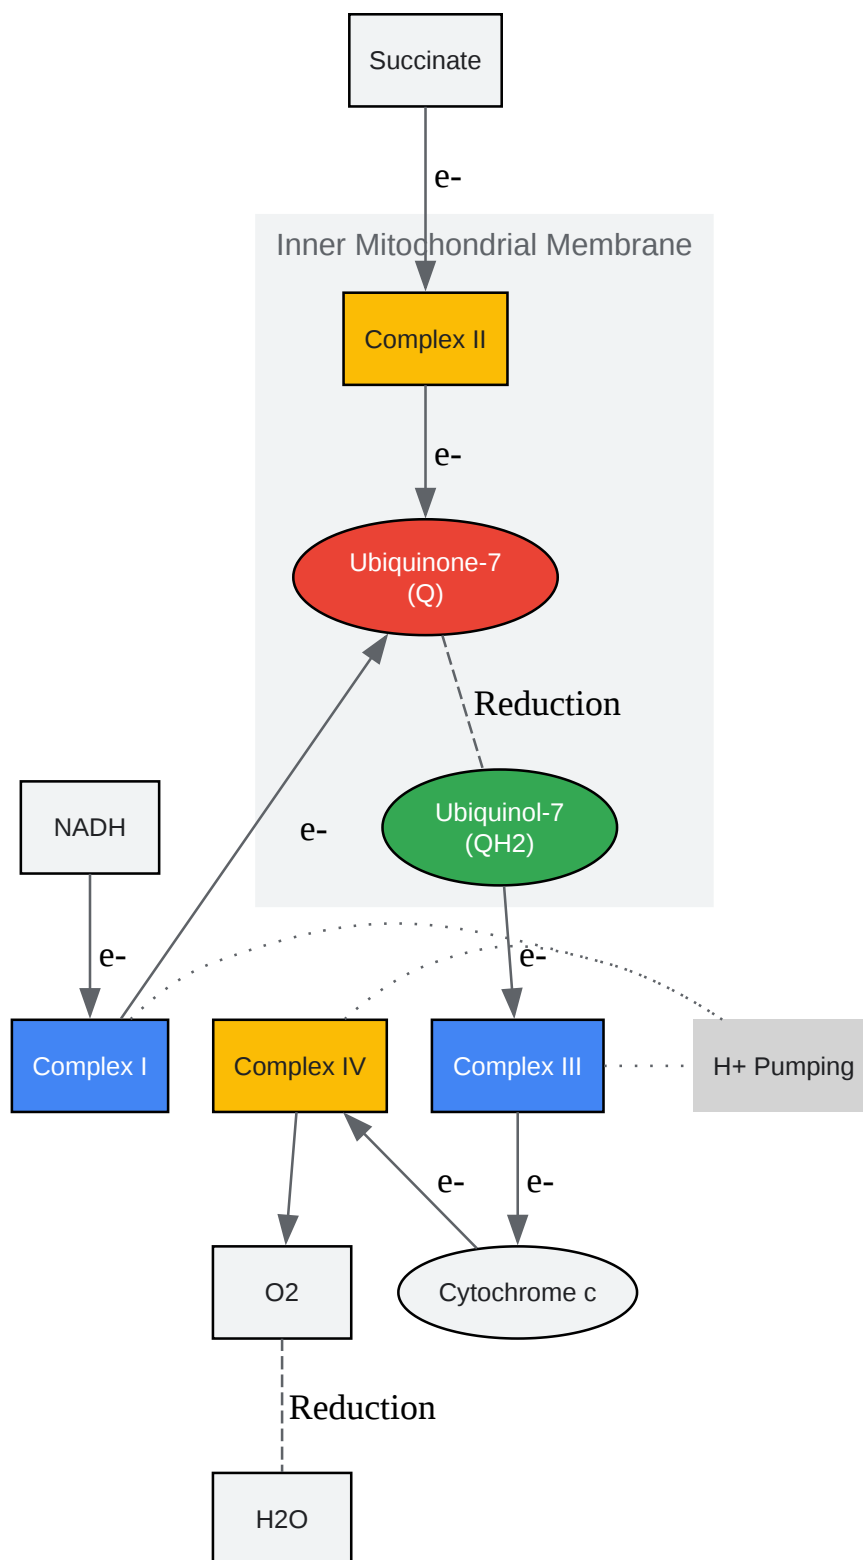 Succinate
e-
Inner Mitochondrial Membrane
Complex II
e-
Ubiquinone-7
(Q)
Reduction
Ubiquinol-7
(QH2)
NADH
e-
e-
e-
Complex I
Complex IV
Complex III
H+ Pumping
e-
e-
O2
Cytochrome c
Reduction
H2O